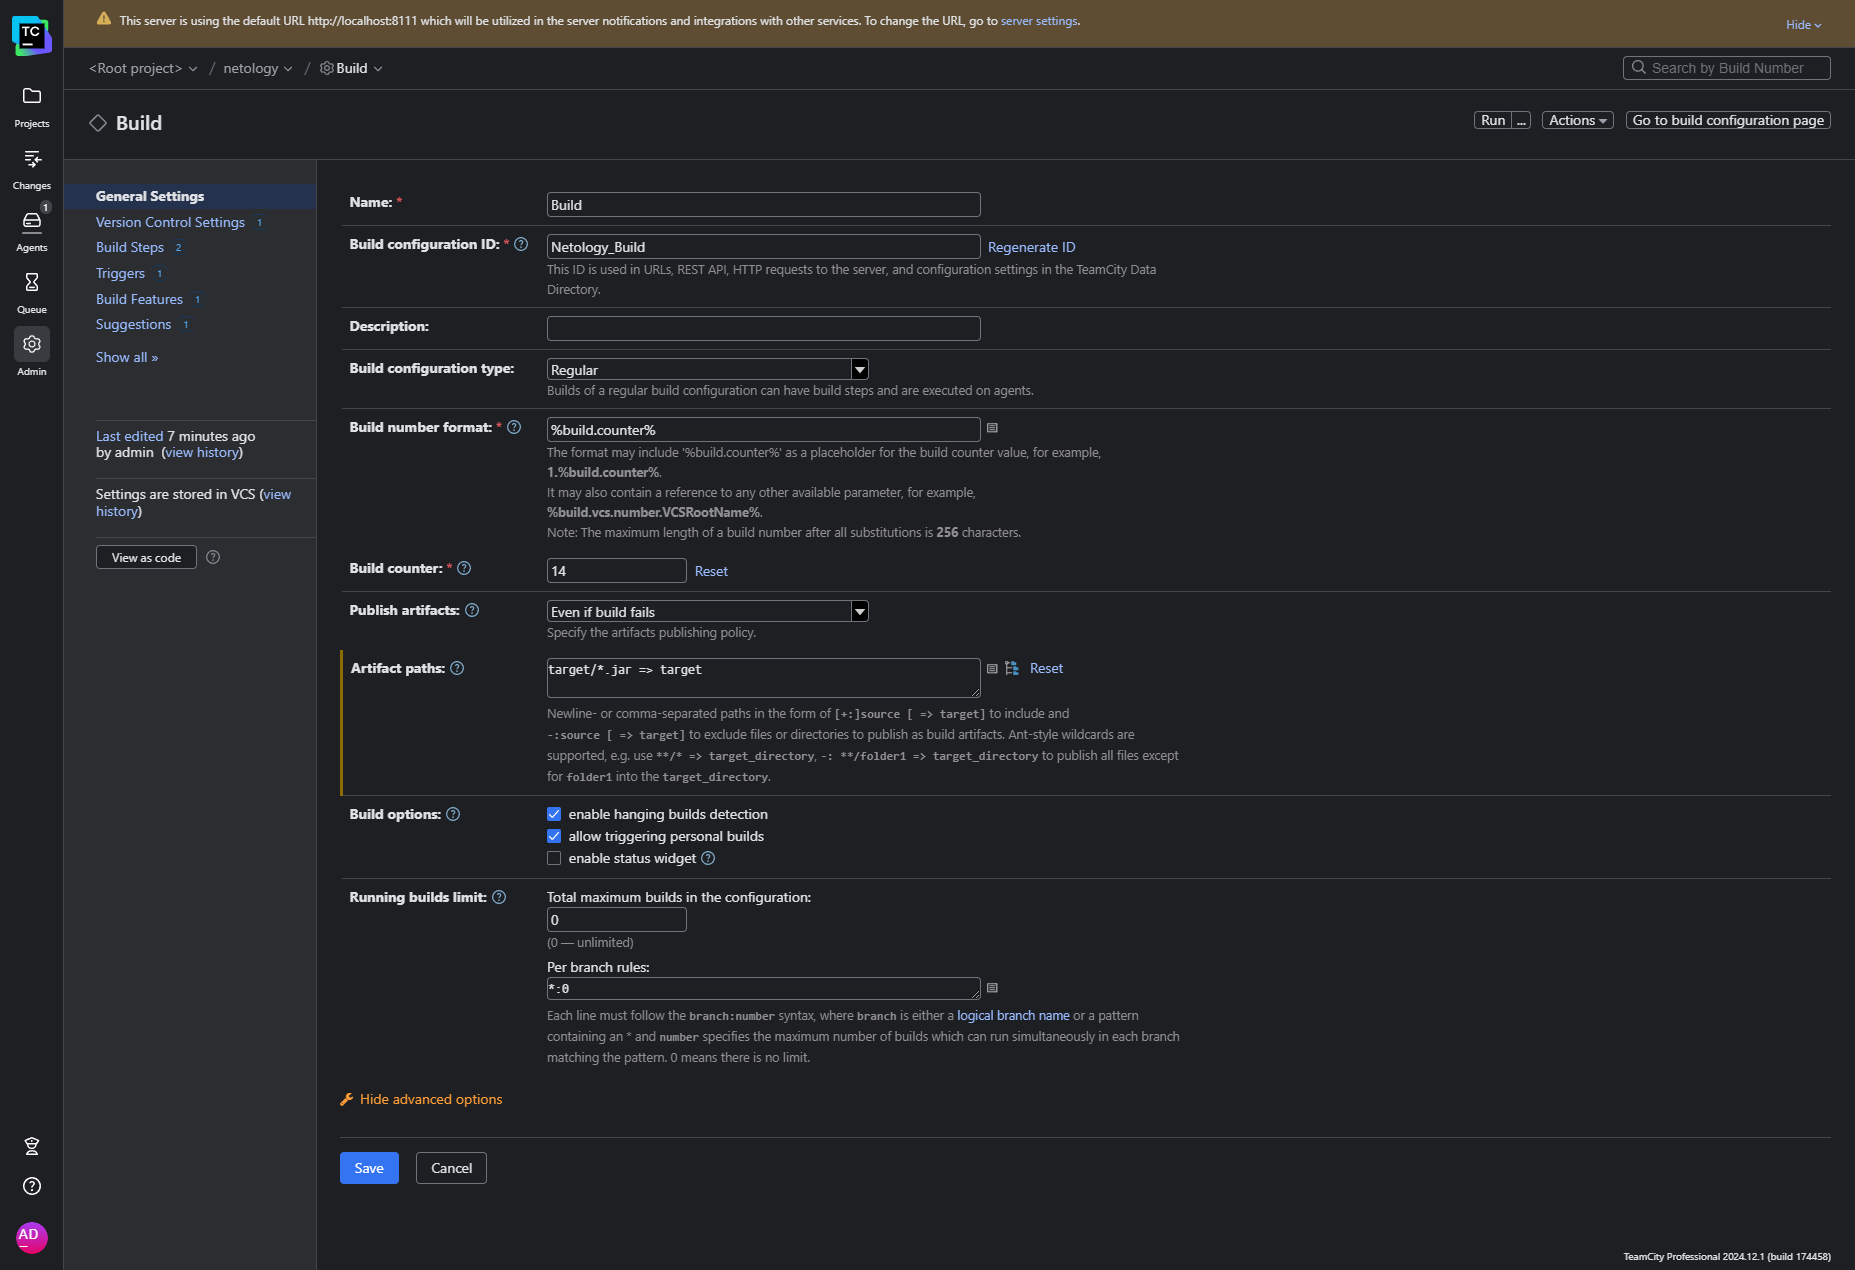 This server is using the default URL http://localhost:8111 which will be utilized in the server notifications and integrations with other services. To change the URL, go to server settings.
Hide
TC
<Root project> / netology / Build
Search by Build Number
Build
Run ... Actions Go to build configuration page
Projects
Changes
1
Agents
Queue
Admin
General Settings
Version Control Settings 1
Build Steps 2
Triggers 1
Build Features 1
Suggestions 1
Show all »
Last edited 7 minutes ago
by admin (view history)
Settings are stored in VCS (view
history)
View as code
Name: * Build
Build configuration ID: * Netology_Build Regenerate ID
This ID is used in URLs, REST API, HTTP requests to the server, and configuration settings in the TeamCity Data
Directory.
Description:
Build configuration type: Regular
Builds of a regular build configuration can have build steps and are executed on agents.
Build number format: * %build.counter%
The format may include '%build.counter%' as a placeholder for the build counter value, for example,
1.%build.counter%.
It may also contain a reference to any other available parameter, for example,
%build.vcs.number.VCSRootName%.
Note: The maximum length of a build number after all substitutions is 256 characters.
Build counter: * 14 Reset
Publish artifacts: Even if build fails
Specify the artifacts publishing policy.
Artifact paths: target/*.jar => target Reset
Newline- or comma-separated paths in the form of [+:]source [ => target] to include and
-:source [ => target] to exclude files or directories to publish as build artifacts. Ant-style wildcards are
supported, e.g. use **/* => target_directory, -: **/folder1 => target_directory to publish all files except
for folder1 into the target_directory.
Build options: enable hanging builds detection
allow triggering personal builds
enable status widget
Running builds limit: Total maximum builds in the configuration:
0
(0 — unlimited)
Per branch rules:
*:0
Each line must follow the branch:number syntax, where branch is either a logical branch name or a pattern
containing an * and number specifies the maximum number of builds which can run simultaneously in each branch
matching the pattern. 0 means there is no limit.
Hide advanced options
Save Cancel
AD
TeamCity Professional 2024.12.1 (build 174458)